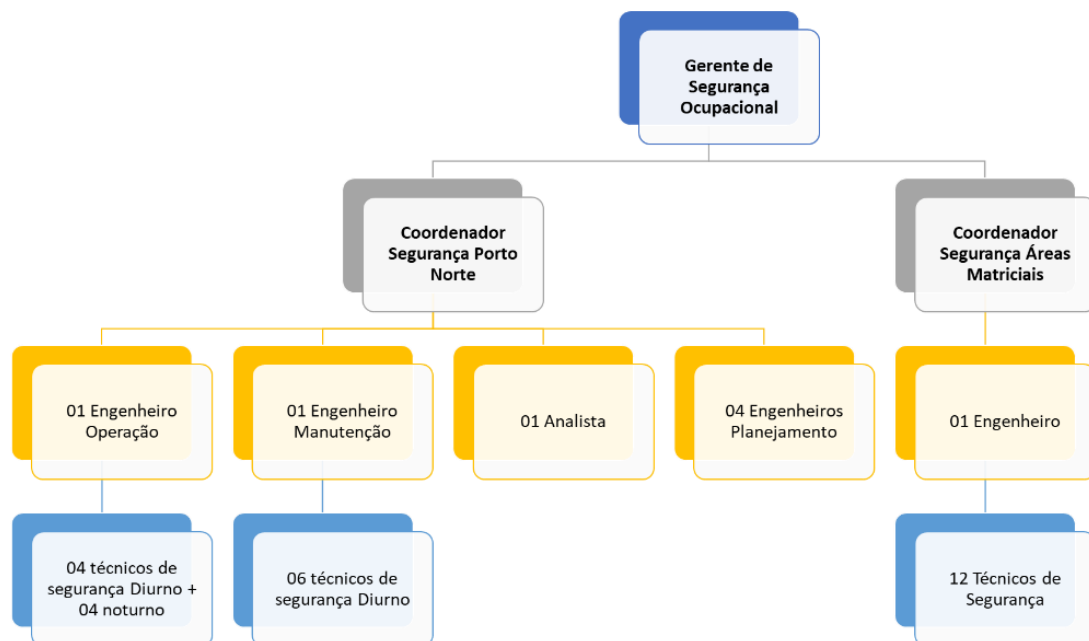 Gerente de
Segurança
Ocupacional
Coordenador
Segurança Porto
Norte
Coordenador
Segurança Áreas
Matriciais
01 Engenheiro
Operação
01 Engenheiro
Manutenção
01 Analista
04 Engenheiros
Planejamento
01 Engenheiro
04 técnicos de
segurança Diurno +
04 noturno
06 técnicos de
segurança Diurno
12 Técnicos de
Segurança